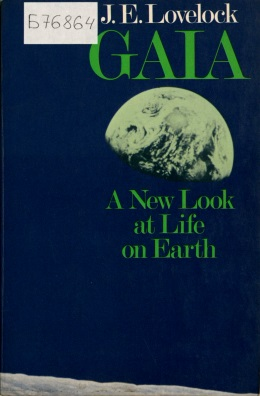 Б76864
J. E. Lovelock
GAIA
A New Look
at Life
on Earth